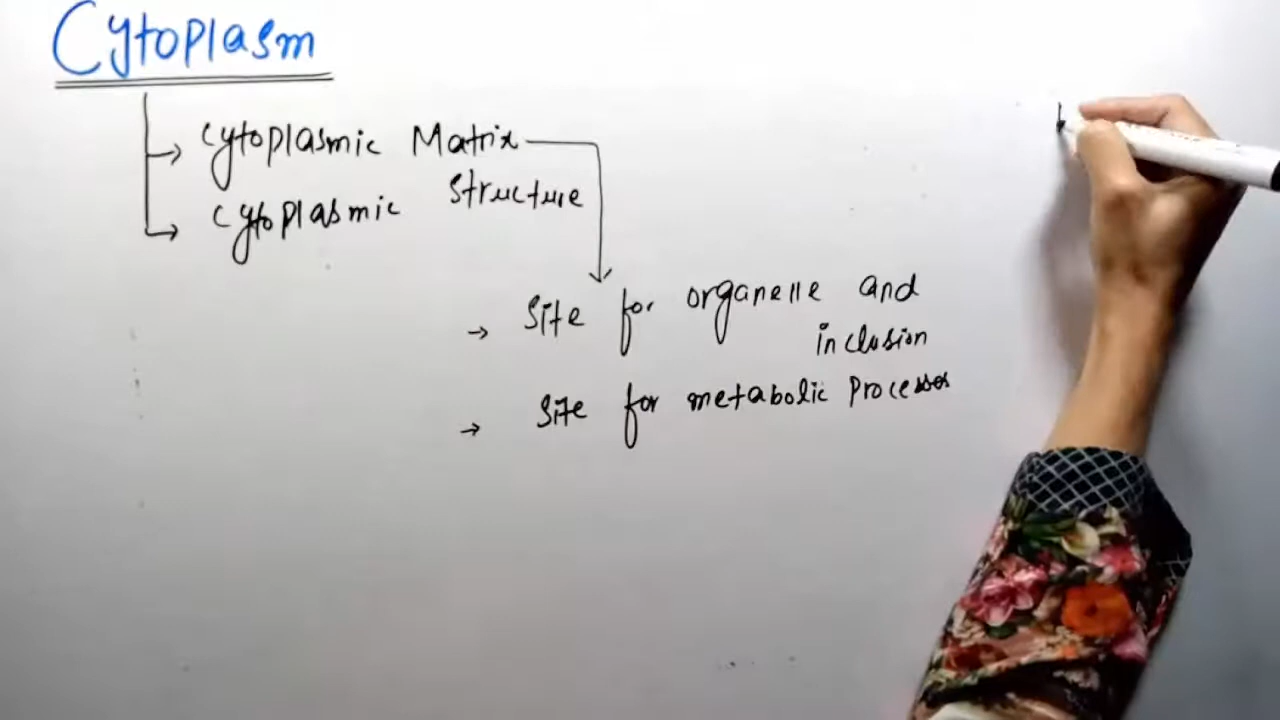 Cytoplasm
→ Cytoplasmic Matrix
→ Cytoplasmic Structure
→ Site for organelle and
inclusion
→ Site for metabolic Processes